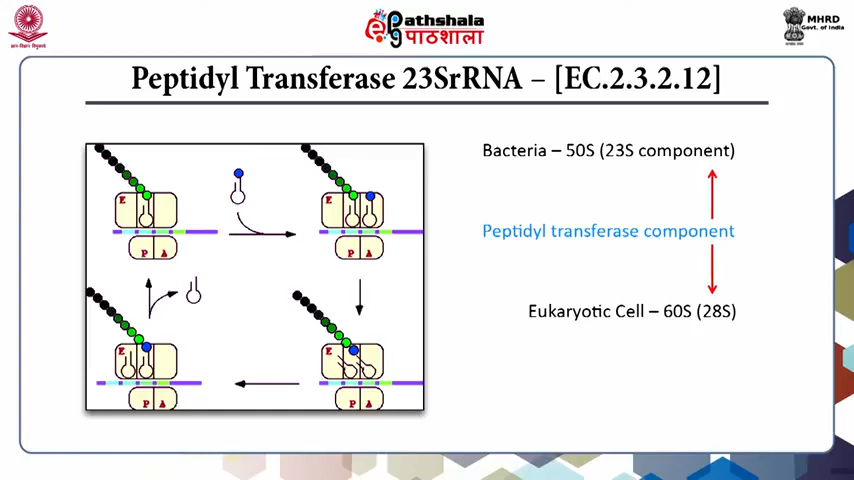 Pathshala
पाठशाला
MHRD
Govt. of India
Peptidyl Transferase 23SrRNA – [EC.2.3.2.12]
E
P A
E
P A
E
P A
E
P A
Bacteria – 50S (23S component)
Peptidyl transferase component
Eukaryotic Cell – 60S (28S)